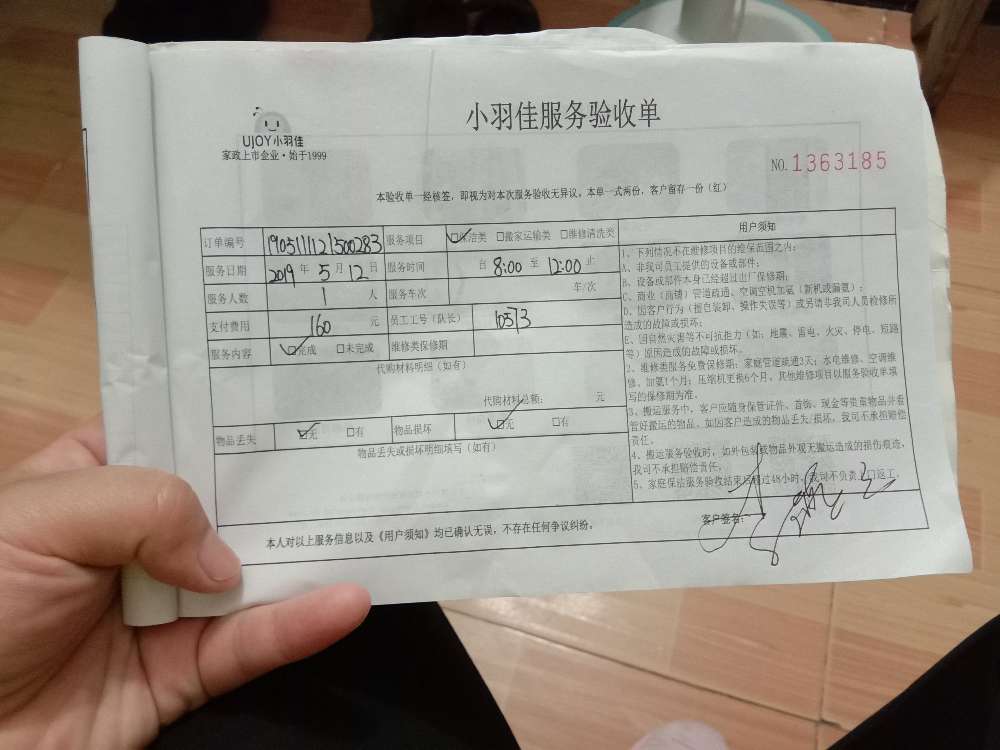 小羽佳服务验收单
UJOY小羽佳
家政上市企业·始于1999
NO.1363185
本验收单一经核签，即视为对本次服务验收无异议。本单一式两份，客户留存一份（红）
订单编号 1905111121500283 服务项目 □保洁类 □搬家运输类 □维修清洗类
服务日期 2019 年 5 月 12 日 服务时间 自 8:00 至 12:00 止
服务人数 1 人 服务车次 车/次
支付费用 160 元 员工工号（队长） 10513
服务内容 □完成 □未完成 维修类保修期
代购材料明细（如有）
代购材料总额： 元
物品丢失 □无 □有 物品损坏 □无 □有
物品丢失或损坏明细填写（如有）
用户须知
1、下列情况不在维修项目的维保范围之内：
A、非我司员工提供的设备或部件；
B、设备或部件本身已经超过出厂保修期；
C、商业（商铺）管道疏通、空调空机加氟（新机或漏氟）；
D、因客户行为（擅自装卸、操作失误等）或另请非我司人员检修所
造成的故障或损坏；
E、因自然灾害等不可抗拒力（如：地震、雷电、火灾、停电、短路
等）原因造成的故障或损坏。
2、维修类服务免费保修期：家庭管道疏通3天；水电维修、空调维
修、加氟1个月；压缩机更换6个月，其他维修项目以服务验收单填
写的保修期为准。
3、搬运服务中，客户应随身保管证件、首饰、现金等贵重物品并看
管好搬运的物品，如因客户造成的物品丢失/损坏，我司不承担赔偿
责任。
4、搬运服务验收时，如外包装或物品外观无搬运造成的损伤痕迹，
我司不承担赔偿责任。
5、家庭保洁服务验收结束后超过48小时，我司不负责返工。
本人对以上服务信息以及《用户须知》均已确认无误，不存在任何争议纠纷。
客户签名：